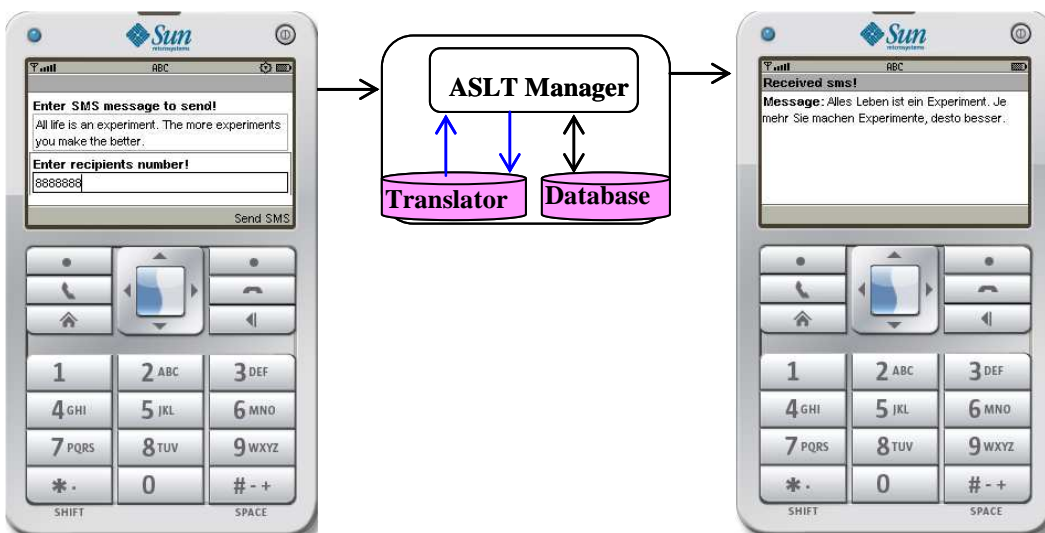 Sun
microsystems
ABC
Enter SMS message to send!
All life is an experiment. The more experiments
you make the better.
Enter recipients number!
8888888
Send SMS
1
2 ABC
3 DEF
4 GHI
5 JKL
6 MNO
7 PQRS
8 TUV
9 WXYZ
* .
0
# - +
SHIFT
SPACE
ASLT Manager
Translator
Database
Sun
microsystems
ABC
Received sms!
Message: Alles Leben ist ein Experiment. Je
mehr Sie machen Experimente, desto besser.
1
2 ABC
3 DEF
4 GHI
5 JKL
6 MNO
7 PQRS
8 TUV
9 WXYZ
* .
0
# - +
SHIFT
SPACE